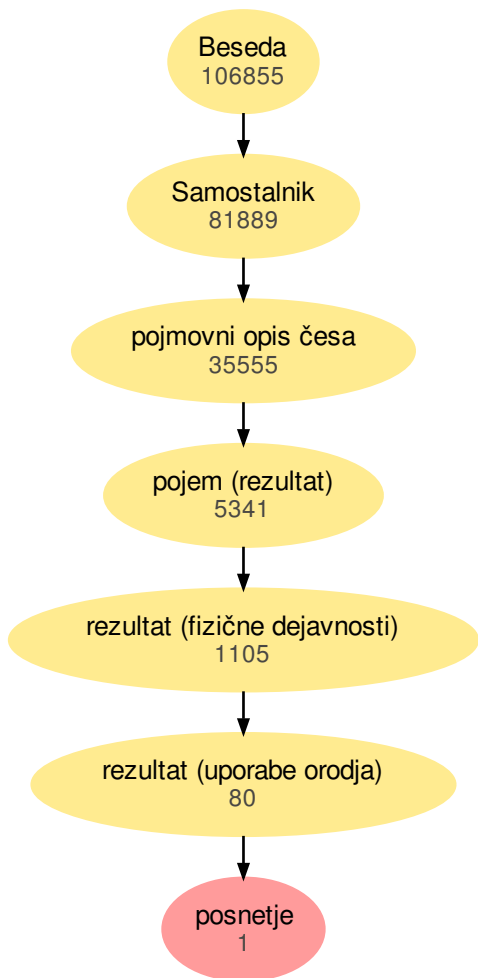 Beseda
106855
Samostalnik
81889
pojmovni opis česa
35555
pojem (rezultat)
5341
rezultat (fizične dejavnosti)
1105
rezultat (uporabe orodja)
80
posnetje
1